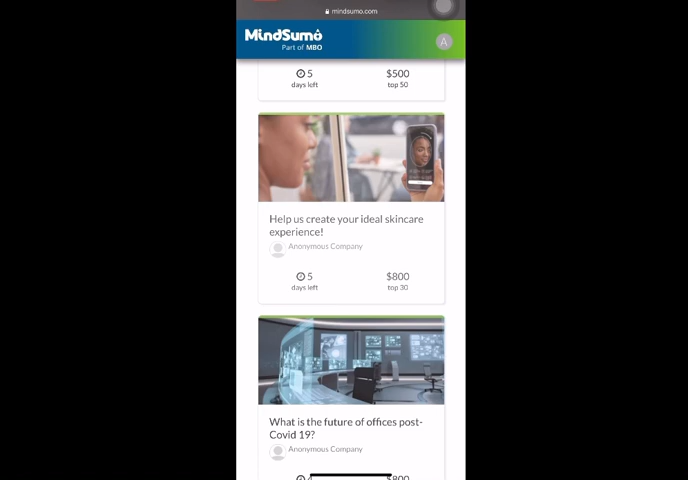 mindsumo.com
MindSumo
Part of MBO
A
5
$500
days left
top 50
Help us create your ideal skincare
experience!
Anonymous Company
5
$800
days left
top 30
What is the future of offices post-
Covid 19?
Anonymous Company
4
$800